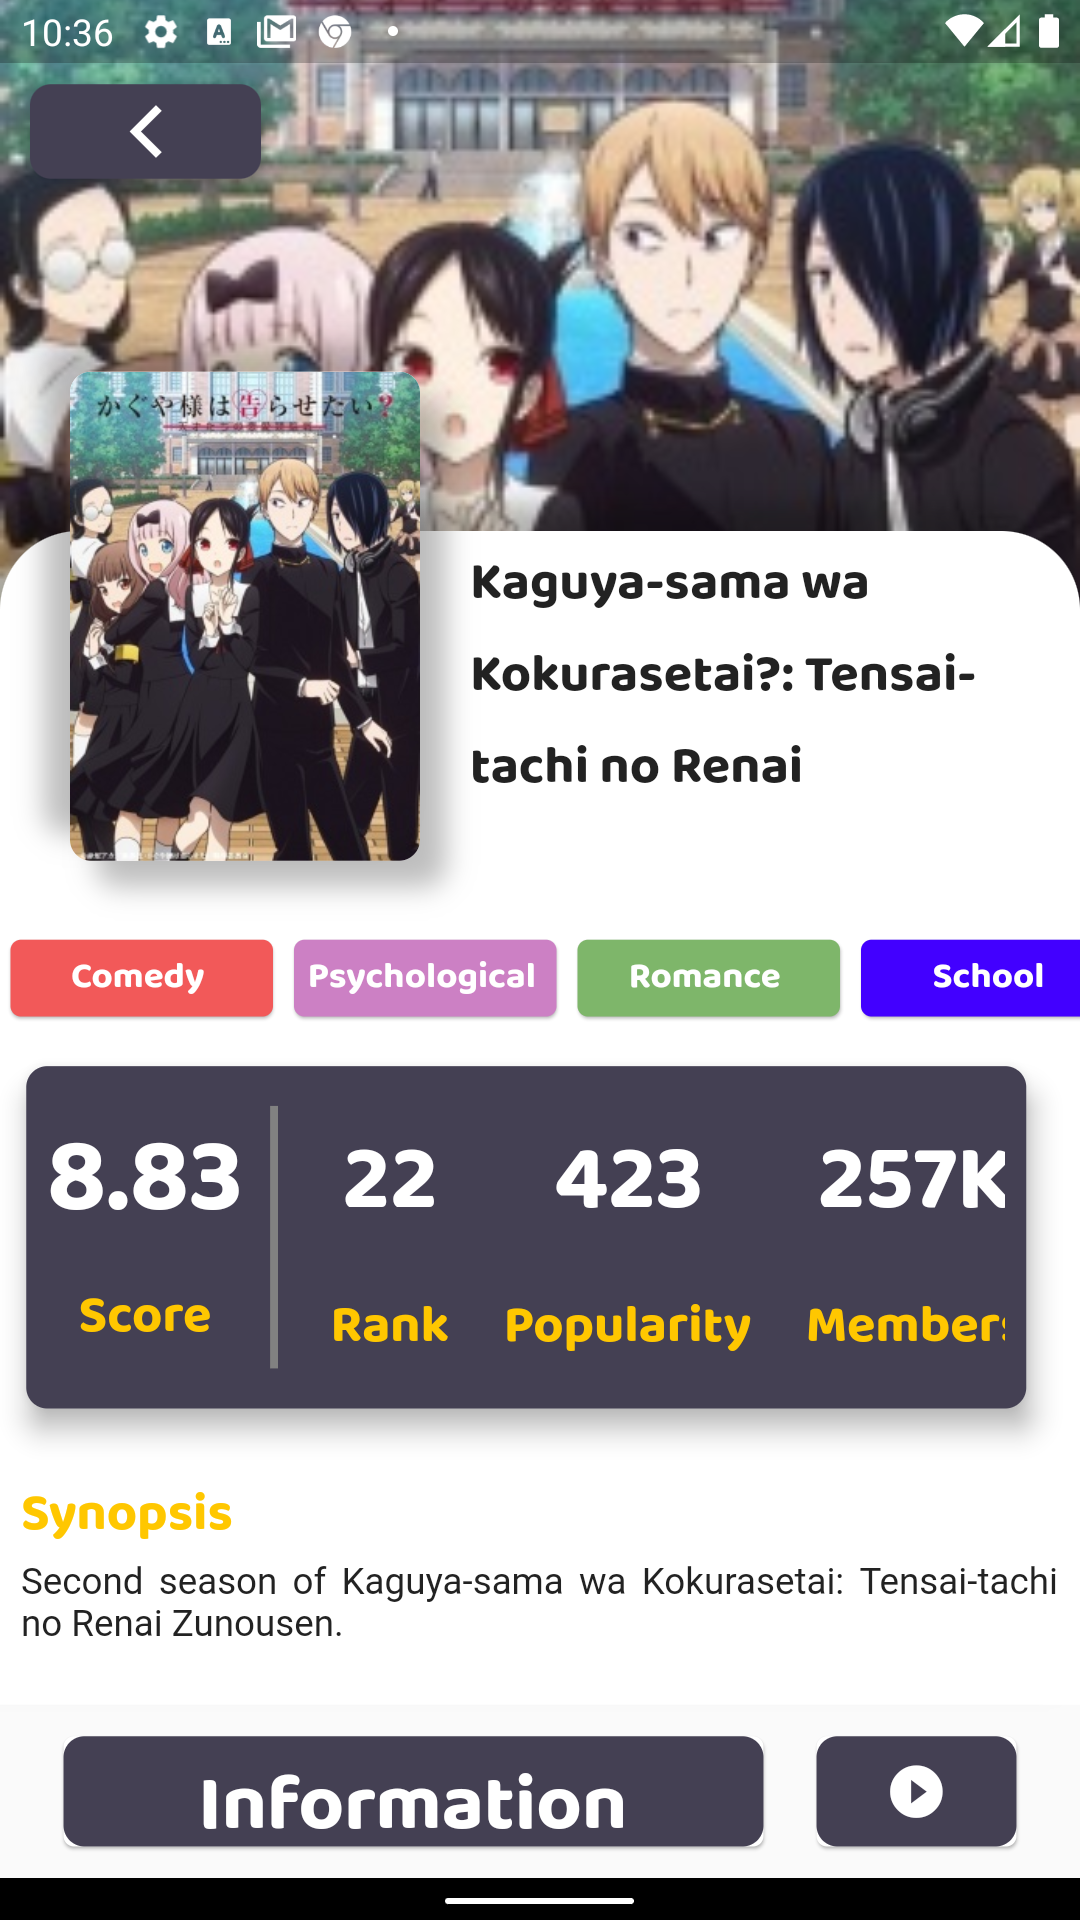 10:36
かぐや様は告らせたい?
Kaguya-sama wa
Kokurasetai?: Tensai-
tachi no Renai
Comedy
Psychological
Romance
School
8.83
22
423
257K
Score
Rank
Popularity
Members
Synopsis
Second season of Kaguya-sama wa Kokurasetai: Tensai-tachi
no Renai Zunousen.
Information